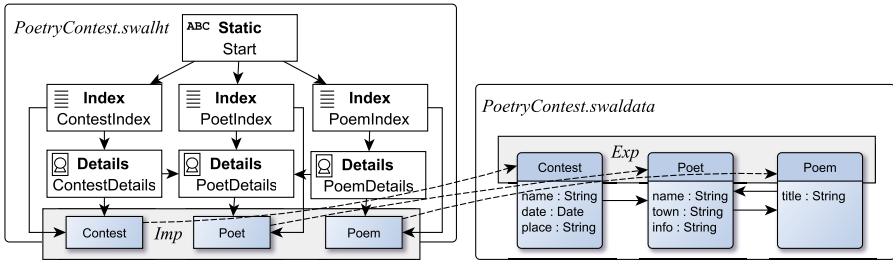 PoetryContest.swalht
ABC Static
Start
Index
ContestIndex
Index
PoetIndex
Index
PoemIndex
Details
ContestDetails
Details
PoetDetails
Details
PoemDetails
Contest
Imp
Poet
Poem
PoetryContest.swaldata
Exp
Contest
name : String
date : Date
place : String
Poet
name : String
town : String
info : String
Poem
title : String